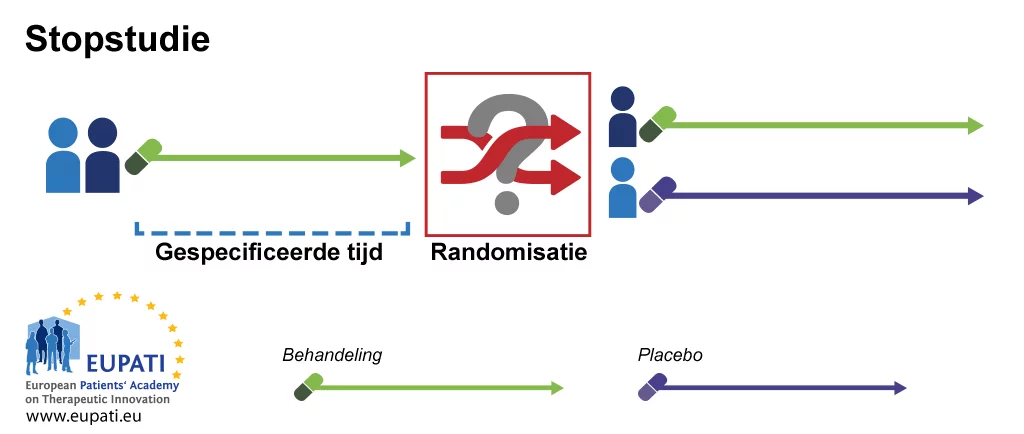 Stopstudie
Gespecificeerde tijd
Randomisatie
EUPATI
European Patients' Academy
on Therapeutic Innovation
www.eupati.eu
Behandeling
Placebo